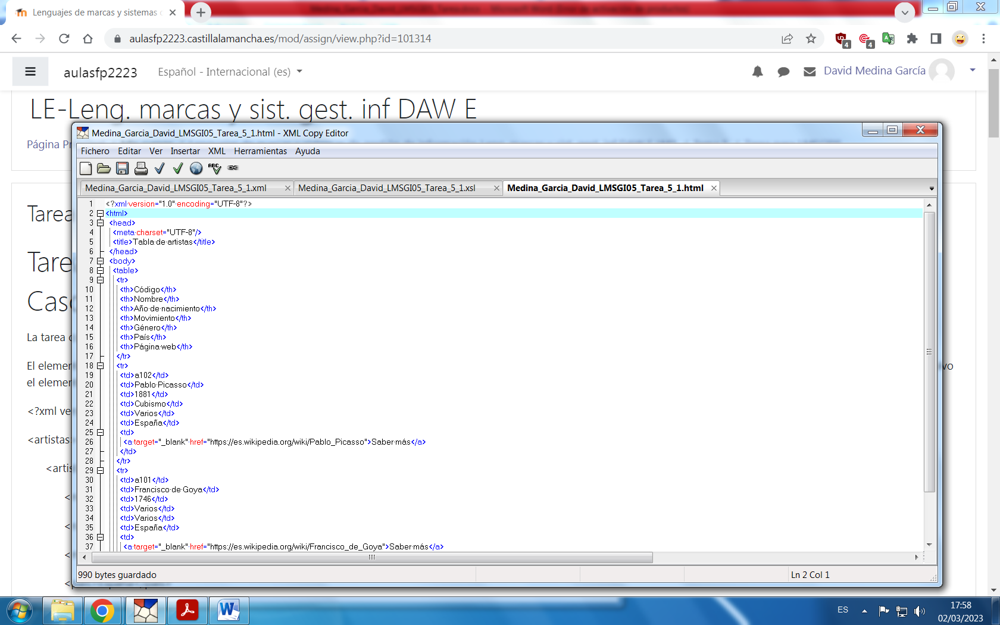 Lenguajes de marcas y sistemas
aulasfp2223.castillalamancha.es/mod/assign/view.php?id=101314
4
4
aulasfp2223
Español - Internacional (es)
David Medina García
LE-Leng. marcas y sist. gest. inf DAW E
Página
Medina_Garcia_David_LMSGI05_Tarea_5_1.html - XML Copy Editor
Fichero Editar Ver Insertar XML Herramientas Ayuda
Medina_Garcia_David_LMSGI05_Tarea_5_1.xml
Medina_Garcia_David_LMSGI05_Tarea_5_1.xsl
Medina_Garcia_David_LMSGI05_Tarea_5_1.html
1 <?xml version="1.0" encoding="UTF-8"?>
2 <html>
3 <head>
4 <meta charset="UTF-8"/>
5 <title>Tabla de artistas</title>
6 </head>
7 <body>
8 <table>
9 <tr>
10 <th>Código</th>
11 <th>Nombre</th>
12 <th>Año de nacimiento</th>
13 <th>Movimiento</th>
14 <th>Género</th>
15 <th>País</th>
16 <th>Página web</th>
17 </tr>
18 <tr>
19 <td>a102</td>
20 <td>Pablo Picasso</td>
21 <td>1881</td>
22 <td>Cubismo</td>
23 <td>Varios</td>
24 <td>España</td>
25 <td>
26 <a target="_blank" href="https://es.wikipedia.org/wiki/Pablo_Picasso">Saber más</a>
27 </td>
28 </tr>
29 <tr>
30 <td>a101</td>
31 <td>Francisco de Goya</td>
32 <td>1746</td>
33 <td>Varios</td>
34 <td>Varios</td>
35 <td>España</td>
36 <td>
37 <a target="_blank" href="https://es.wikipedia.org/wiki/Francisco_de_Goya">Saber más</a>
990 bytes guardado
Ln 2 Col 1
Tarea
Tare
Caso
La tarea
El elemen
vo
el elemen
<?xml ve
<artistas
<artis
ES
17:58
02/03/2023